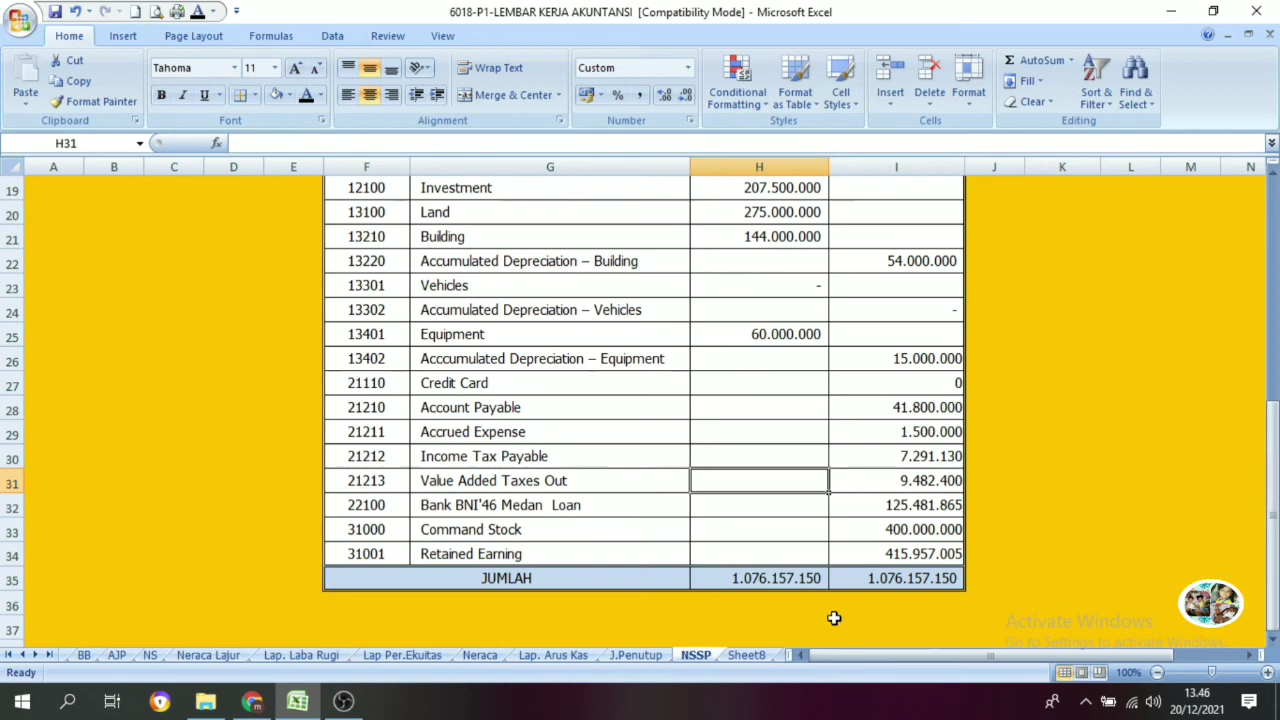 6018-P1-LEMBAR KERJA AKUNTANSI [Compatibility Mode] - Microsoft Excel
Home Insert Page Layout Formulas Data Review View
Paste Cut Copy Format Painter Clipboard
Tahoma 11 A A B I U A Font
Wrap Text Merge & Center Alignment
Custom % , Number
Conditional Formatting Format as Table Cell Styles Styles
Insert Delete Format Cells
Σ AutoSum Fill Clear Sort & Filter Find & Select Editing
H31 fx
A B C D E F G H I J K L M N
19 12100 Investment 207.500.000
20 13100 Land 275.000.000
21 13210 Building 144.000.000
22 13220 Accumulated Depreciation – Building 54.000.000
23 13301 Vehicles -
24 13302 Accumulated Depreciation – Vehicles -
25 13401 Equipment 60.000.000
26 13402 Acccumulated Depreciation – Equipment 15.000.000
27 21110 Credit Card 0
28 21210 Account Payable 41.800.000
29 21211 Accrued Expense 1.500.000
30 21212 Income Tax Payable 7.291.130
31 21213 Value Added Taxes Out 9.482.400
32 22100 Bank BNI'46 Medan Loan 125.481.865
33 31000 Command Stock 400.000.000
34 31001 Retained Earning 415.957.005
35 JUMLAH 1.076.157.150 1.076.157.150
36
37
Activate Windows
Go to Settings to activate Windows.
BB AJP NS Neraca Lajur Lap. Laba Rugi Lap Per.Ekuitas Neraca Lap. Arus Kas J.Penutup NSSP Sheet8
Ready 100%
13.46
20/12/2021